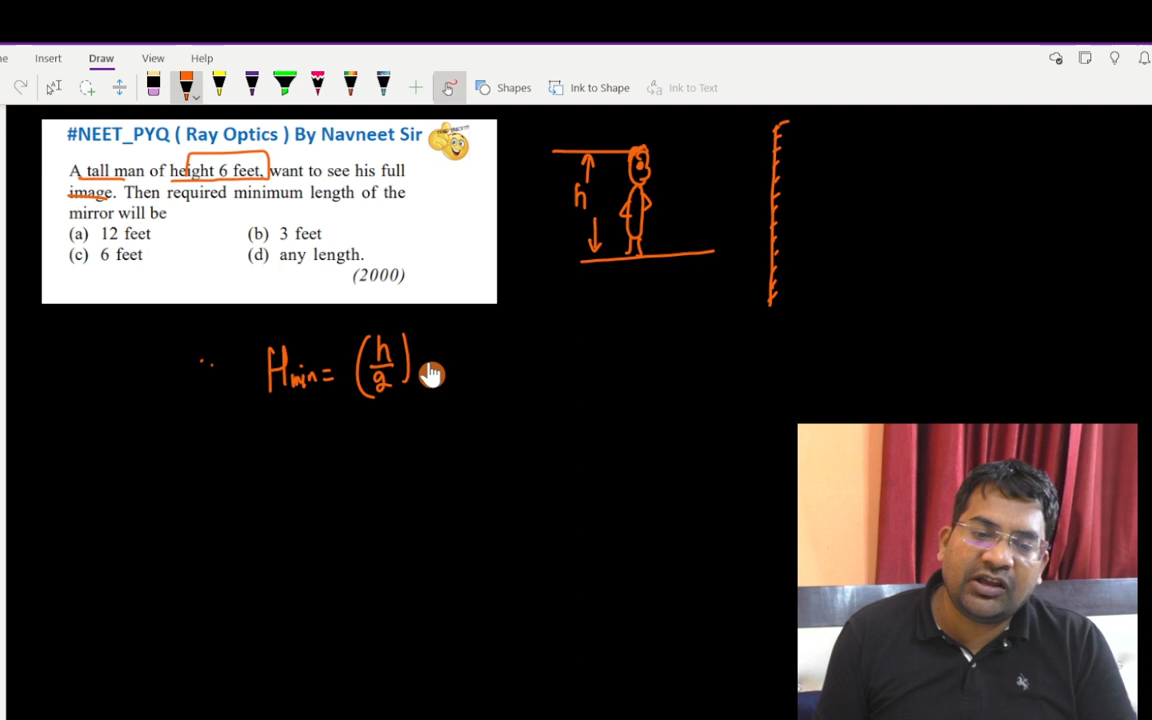 Insert Draw View Help
Shapes Ink to Shape Ink to Text
#NEET_PYQ ( Ray Optics ) By Navneet Sir
A tall man of height 6 feet, want to see his full
image. Then required minimum length of the
mirror will be
(a) 12 feet (b) 3 feet
(c) 6 feet (d) any length.
(2000)
h
∵ Hmin = (h/2)